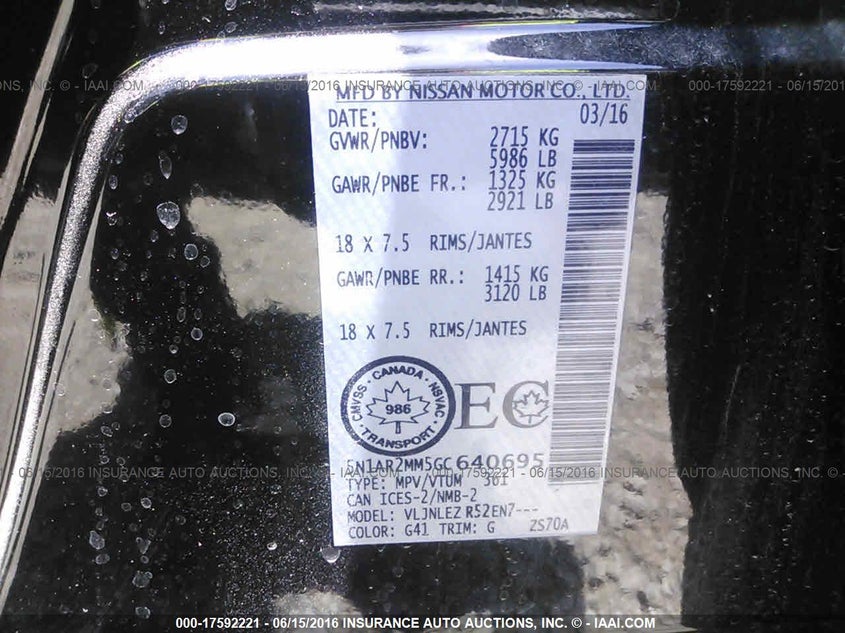 MFD BY NISSAN MOTOR CO., LTD.
DATE: 03/16
GVWR/PNBV: 2715 KG
5986 LB
GAWR/PNBE FR.: 1325 KG
2921 LB
18 X 7.5 RIMS/JANTES
GAWR/PNBE RR.: 1415 KG
3120 LB
18 X 7.5 RIMS/JANTES
CMVSS · CANADA · NSVAC
986
TRANSPORT
EC
5N1AR2MM5GC640695
TYPE: MPV/VTUM 361
CAN ICES-2/NMB-2
MODEL: VLJNLEZ R52EN7---
COLOR: G41 TRIM: G ZS70A
000-17592221 - 06/15/2016 INSURANCE AUTO AUCTIONS, INC. - © IAAI.COM